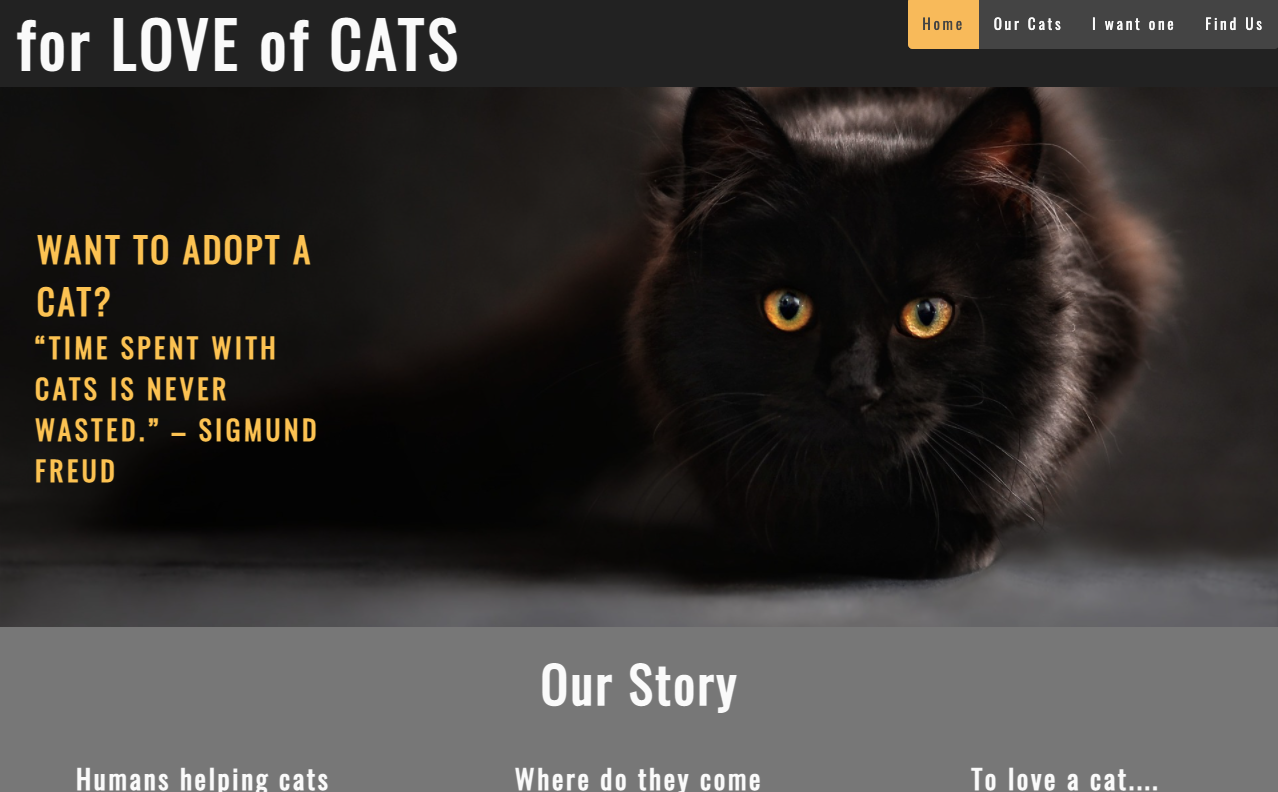 for LOVE of CATS
Home Our Cats I want one Find Us
WANT TO ADOPT A
CAT?
“TIME SPENT WITH
CATS IS NEVER
WASTED.” – SIGMUND
FREUD
Our Story
Humans helping cats
Where do they come
To love a cat....